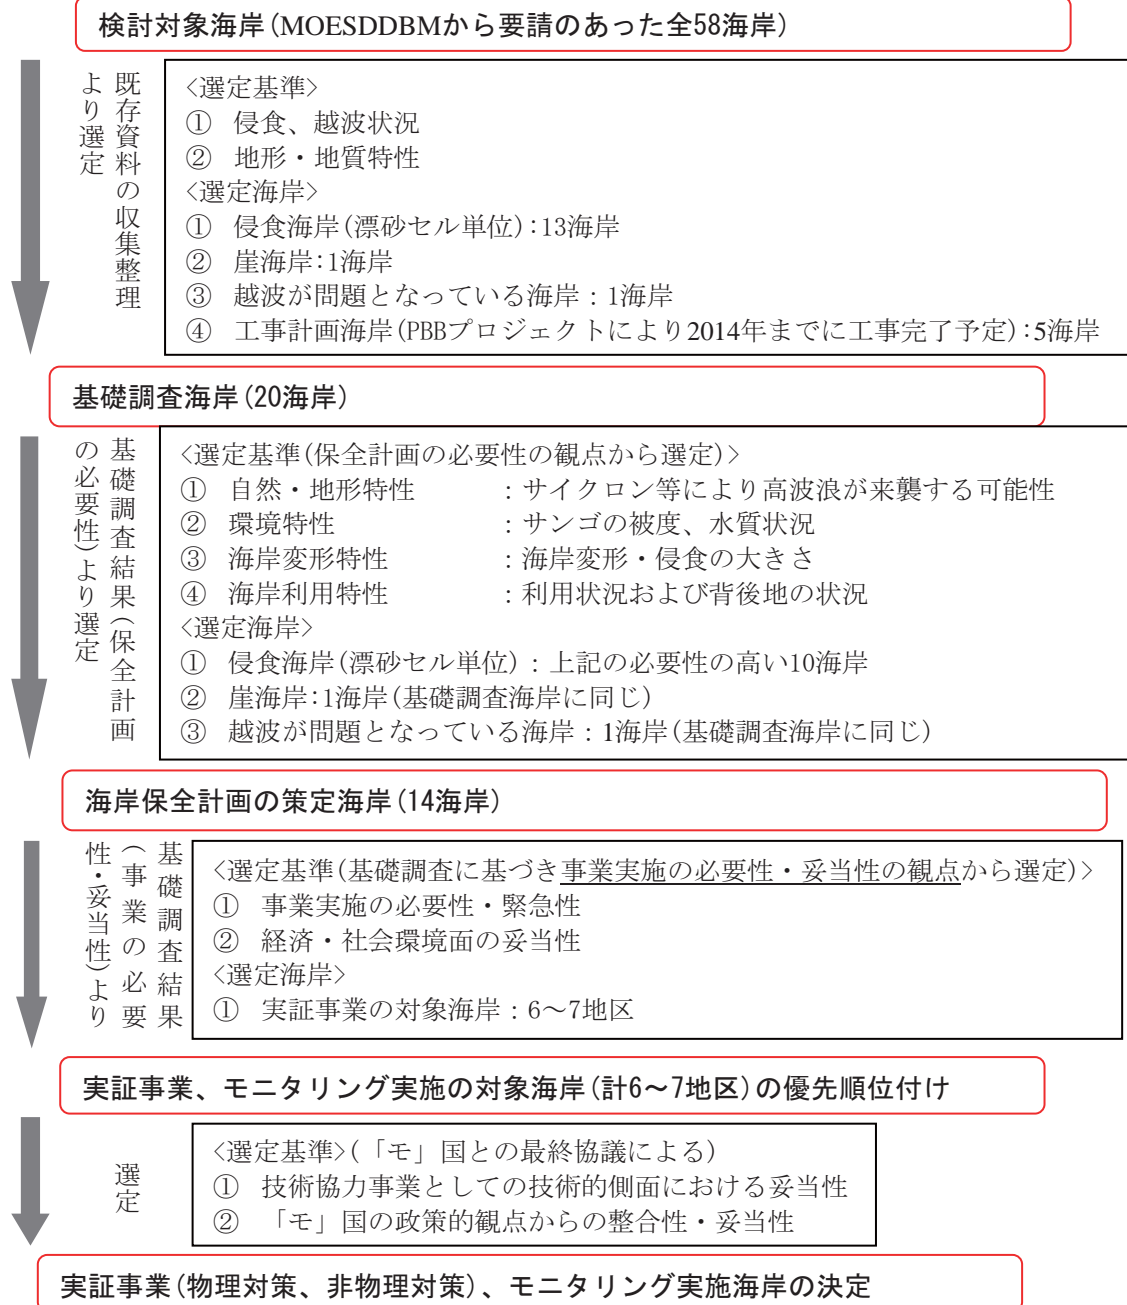 検討対象海岸(MOESDDBMから要請のあった全58海岸)
既存資料の収集整理
より選定
<選定基準>
① 侵食、越波状況
② 地形・地質特性
<選定海岸>
① 侵食海岸(漂砂セル単位):13海岸
② 崖海岸:1海岸
③ 越波が問題となっている海岸：1海岸
④ 工事計画海岸(PBBプロジェクトにより2014年までに工事完了予定):5海岸
基礎調査海岸(20海岸)
基礎調査結果(保全計画
の必要性)より選定
<選定基準(保全計画の必要性の観点から選定)>
① 自然・地形特性 ：サイクロン等により高波浪が来襲する可能性
② 環境特性 ：サンゴの被度、水質状況
③ 海岸変形特性 ：海岸変形・侵食の大きさ
④ 海岸利用特性 ：利用状況および背後地の状況
<選定海岸>
① 侵食海岸(漂砂セル単位)：上記の必要性の高い10海岸
② 崖海岸:1海岸(基礎調査海岸に同じ)
③ 越波が問題となっている海岸：1海岸(基礎調査海岸に同じ)
海岸保全計画の策定海岸(14海岸)
基礎調査結果
(事業の必要
性・妥当性)より
<選定基準(基礎調査に基づき事業実施の必要性・妥当性の観点から選定)>
① 事業実施の必要性・緊急性
② 経済・社会環境面の妥当性
<選定海岸>
① 実証事業の対象海岸：6～7地区
実証事業、モニタリング実施の対象海岸(計6～7地区)の優先順位付け
選定
<選定基準>(「モ」国との最終協議による)
① 技術協力事業としての技術的側面における妥当性
② 「モ」国の政策的観点からの整合性・妥当性
実証事業(物理対策、非物理対策)、モニタリング実施海岸の決定